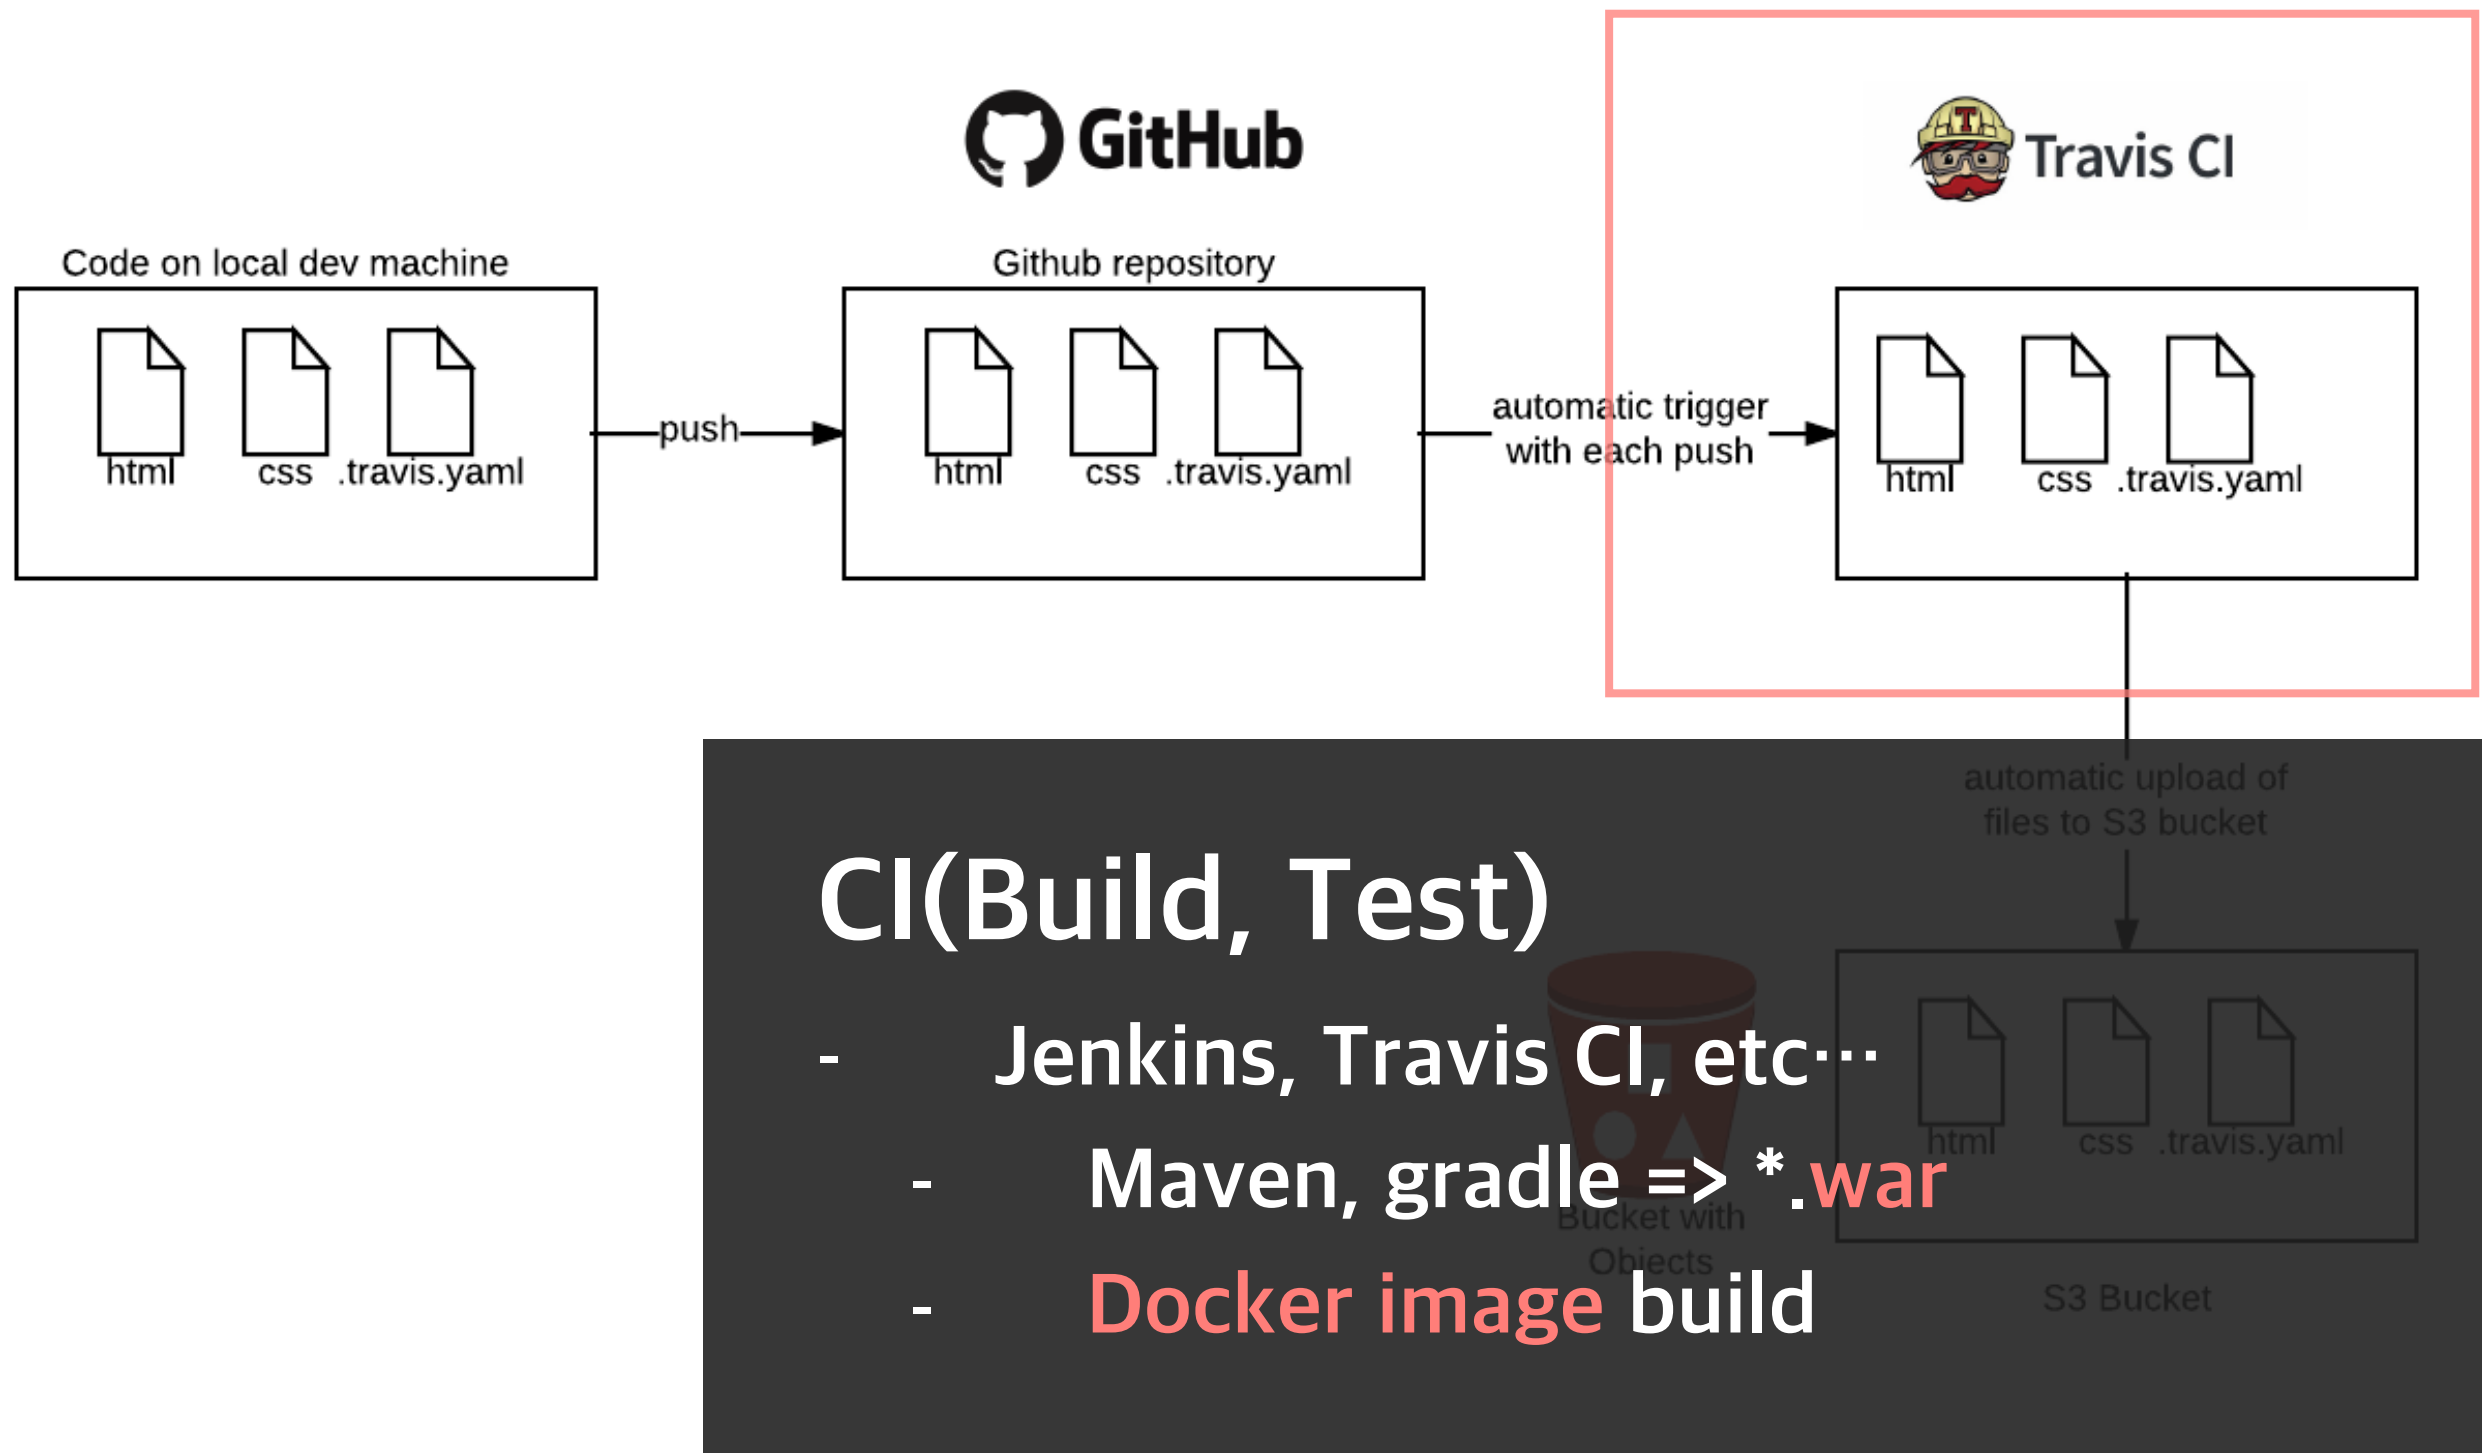 GitHub
Travis CI
Code on local dev machine
html css .travis.yaml
push
Github repository
html css .travis.yaml
automatic trigger
with each push
html css .travis.yaml
automatic upload of
files to S3 bucket
CI(Build, Test)
- Jenkins, Travis CI, etc…
- Maven, gradle => *.war
- Docker image build
Bucket with
Objects
html css .travis.yaml
S3 Bucket